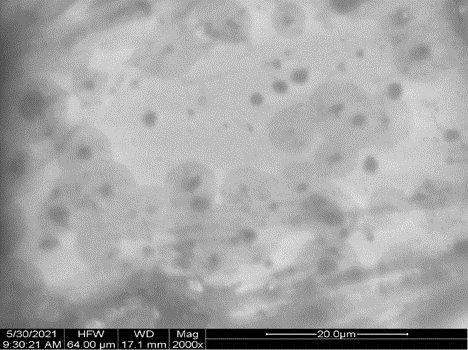 5/30/2021 HFW WD Mag 20.0µm
9:30:21 AM 64.00 µm 17.1 mm 2000x